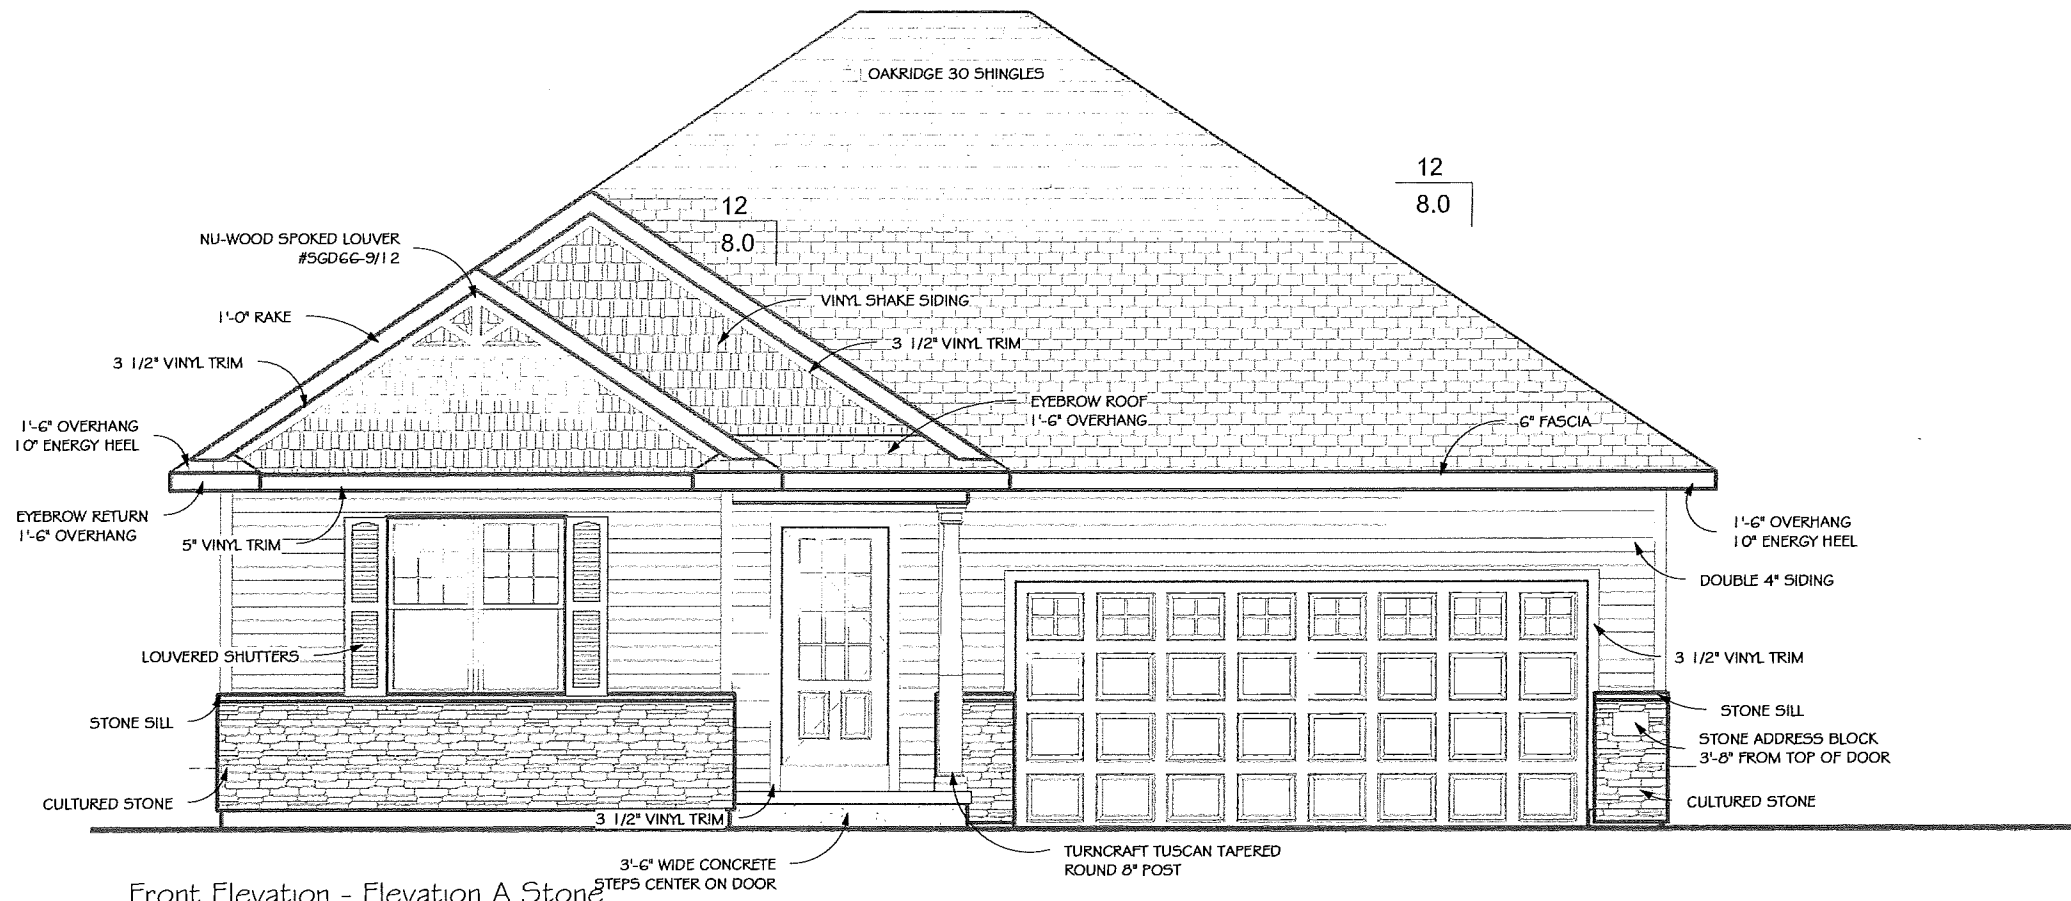 OAKRIDGE 30 SHINGLES
12
8.0
12
8.0
NU-WOOD SPOKED LOUVER
#SGD66-9/12
1'-0" RAKE
3 1/2" VINYL TRIM
1'-6" OVERHANG
10" ENERGY HEEL
EYEBROW RETURN
1'-6" OVERHANG
5" VINYL TRIM
LOUVERED SHUTTERS
STONE SILL
CULTURED STONE
VINYL SHAKE SIDING
3 1/2" VINYL TRIM
EYEBROW ROOF
1'-6" OVERHANG
6" FASCIA
1'-6" OVERHANG
10" ENERGY HEEL
DOUBLE 4" SIDING
3 1/2" VINYL TRIM
STONE SILL
STONE ADDRESS BLOCK
3'-8" FROM TOP OF DOOR
CULTURED STONE
3 1/2" VINYL TRIM
3'-6" WIDE CONCRETE
STEPS CENTER ON DOOR
TURNCRAFT TUSCAN TAPERED
ROUND 8" POST
Front Elevation - Elevation A Stone